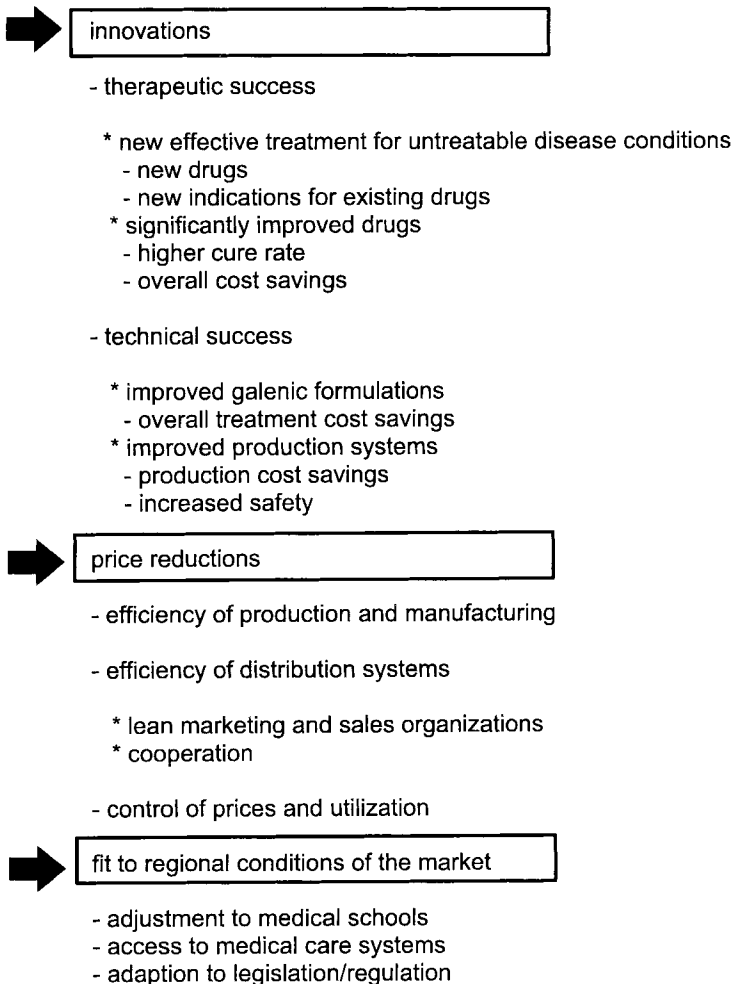 innovations
- therapeutic success
* new effective treatment for untreatable disease conditions
- new drugs
- new indications for existing drugs
* significantly improved drugs
- higher cure rate
- overall cost savings
- technical success
* improved galenic formulations
- overall treatment cost savings
* improved production systems
- production cost savings
- increased safety
price reductions
- efficiency of production and manufacturing
- efficiency of distribution systems
* lean marketing and sales organizations
* cooperation
- control of prices and utilization
fit to regional conditions of the market
- adjustment to medical schools
- access to medical care systems
- adaption to legislation/regulation